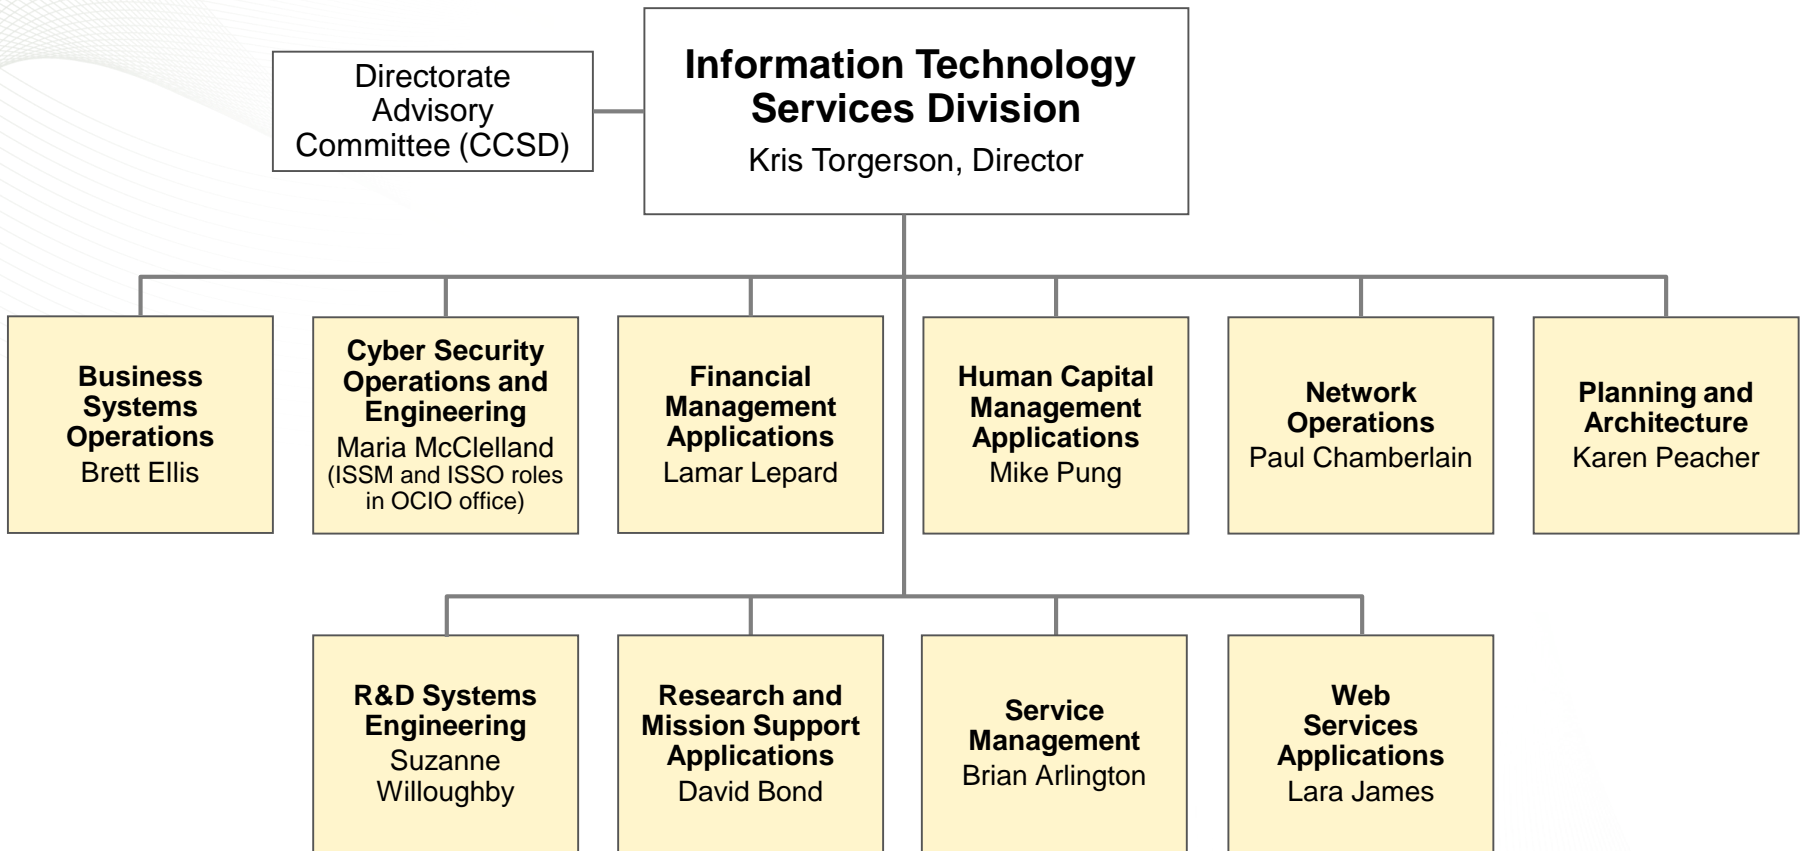 Directorate
Advisory
Committee (CCSD)
Information Technology
Services Division
Kris Torgerson, Director
Business
Systems
Operations
Brett Ellis
Cyber Security
Operations and
Engineering
Maria McClelland
(ISSM and ISSO roles
in OCIO office)
Financial
Management
Applications
Lamar Lepard
Human Capital
Management
Applications
Mike Pung
Network
Operations
Paul Chamberlain
Planning and
Architecture
Karen Peacher
R&D Systems
Engineering
Suzanne
Willoughby
Research and
Mission Support
Applications
David Bond
Service
Management
Brian Arlington
Web
Services
Applications
Lara James